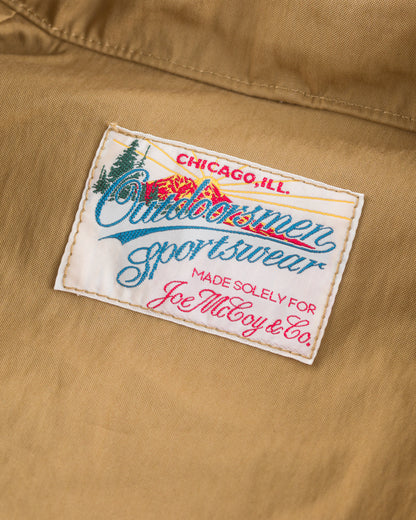 CHICAGO, ILL.
Outdoorsmen
Sportswear
MADE SOLELY FOR
Joe McCoy & Co.